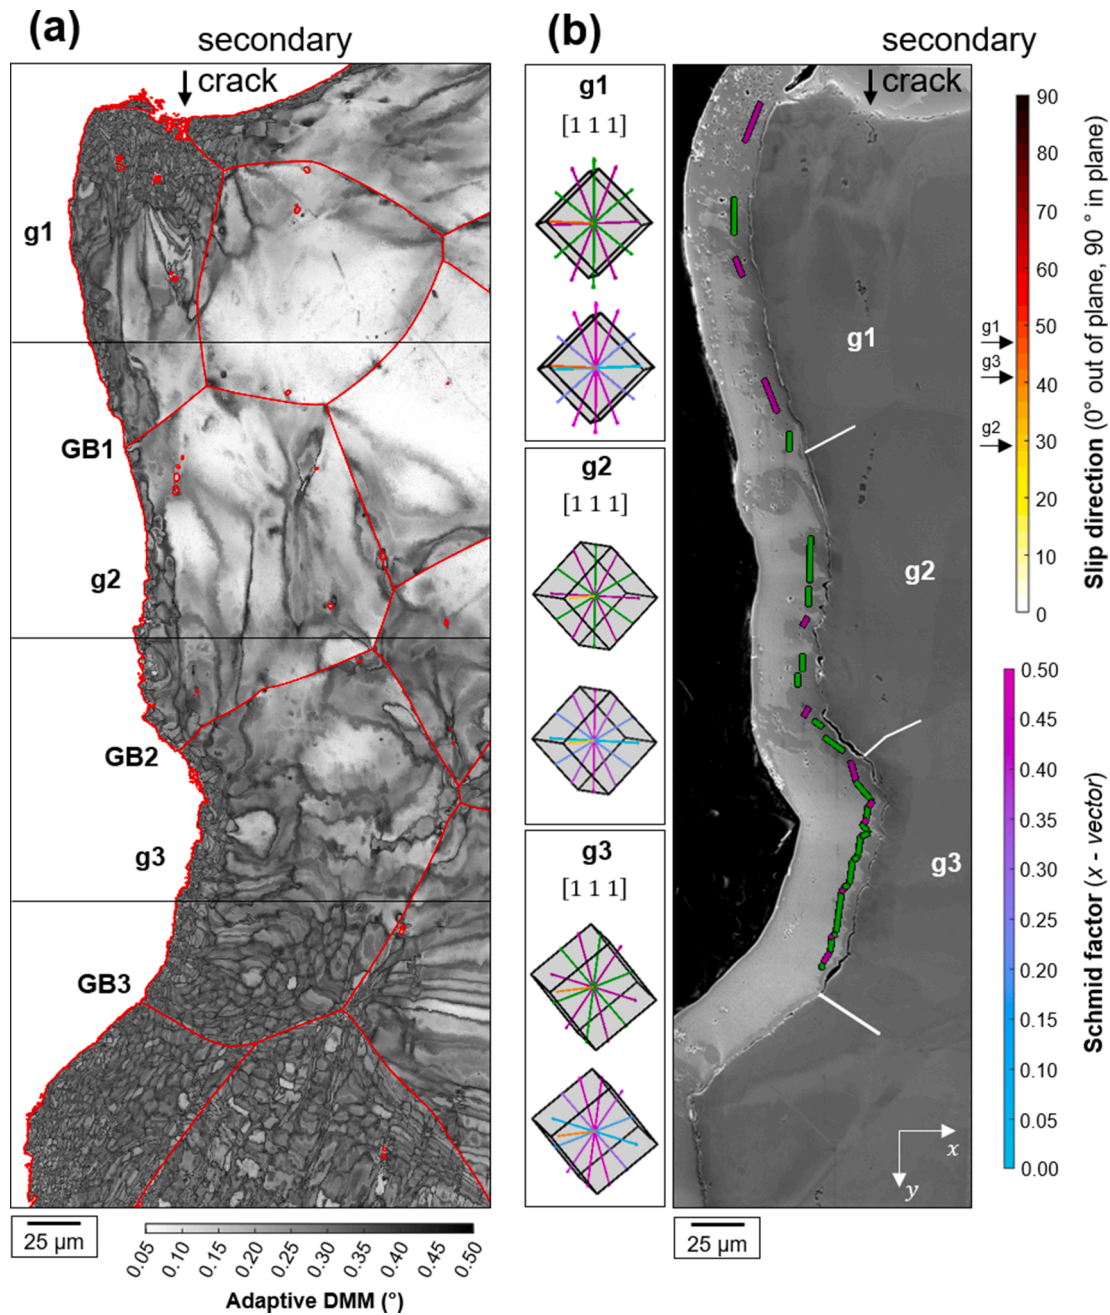 (a)
secondary
crack
g1
GB1
g2
GB2
g3
GB3
25 µm
0.05
0.10
0.15
0.20
0.25
0.30
0.35
0.40
0.45
0.50
Adaptive DMM (°)
(b)
secondary
crack
g1
[1 1 1]
g2
[1 1 1]
g3
[1 1 1]
g1
g2
g3
x
y
25 µm
g1
g3
g2
90
80
70
60
50
40
30
20
10
0
Slip direction (0° out of plane, 90 ° in plane)
0.50
0.45
0.40
0.35
0.30
0.25
0.20
0.15
0.10
0.05
0.00
Schmid factor (x - vector)